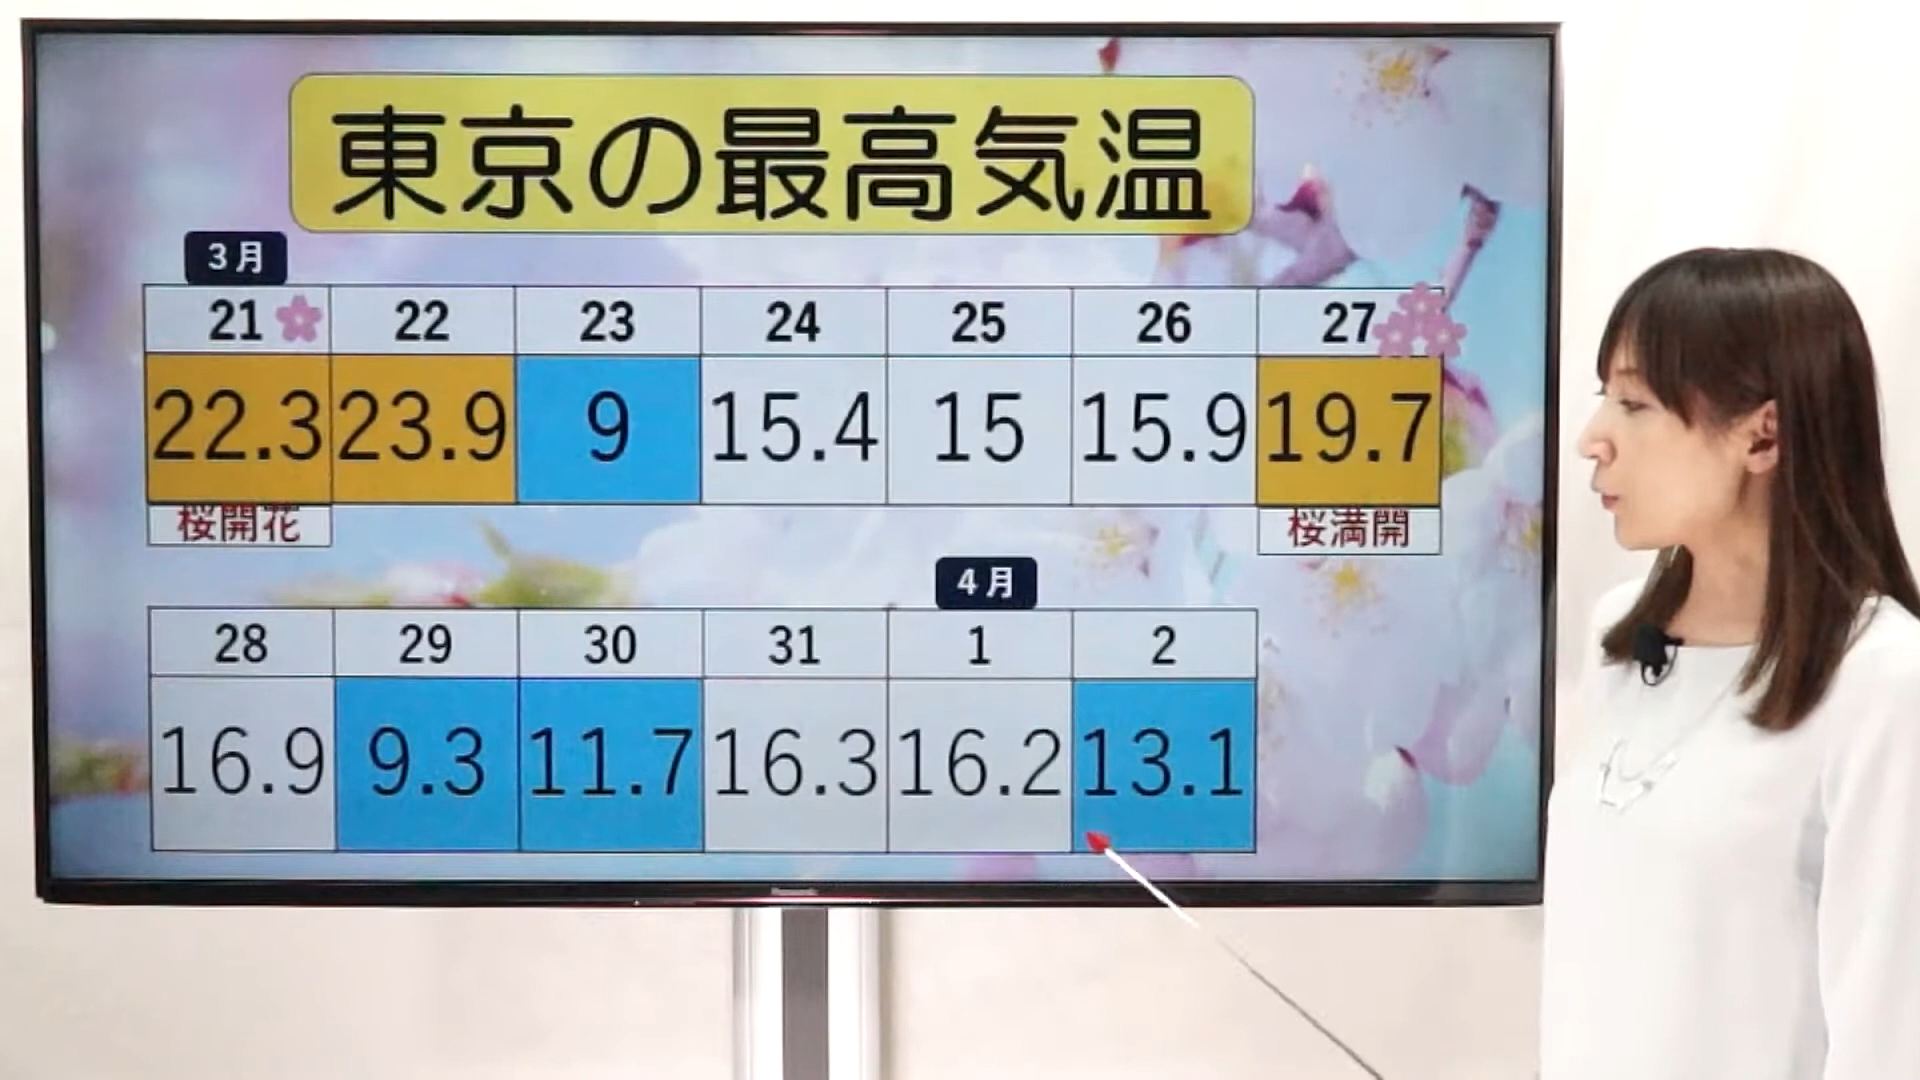 東京の最高気温
3月
21 22 23 24 25 26 27
22.3 23.9 9 15.4 15 15.9 19.7
桜開花 桜満開
4月
28 29 30 31 1 2
16.9 9.3 11.7 16.3 16.2 13.1
Panasonic